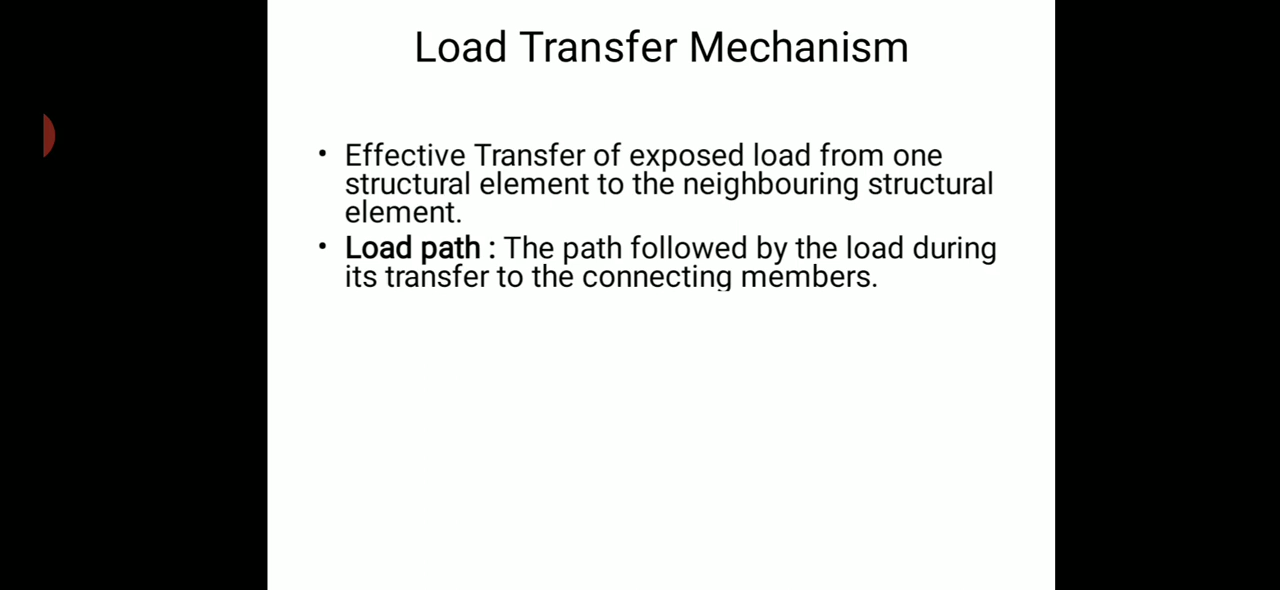 Load Transfer Mechanism
• Effective Transfer of exposed load from one
structural element to the neighbouring structural
element.
• Load path : The path followed by the load during
its transfer to the connecting members.